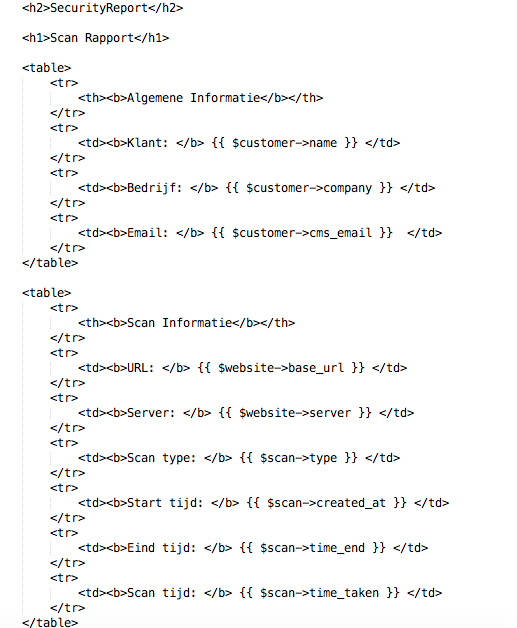 <h2>SecurityReport</h2>
<h1>Scan Rapport</h1>
<table>
<tr>
<th><b>Algemene Informatie</b></th>
</tr>
<tr>
<td><b>Klant: </b> {{ $customer->name }} </td>
</tr>
<tr>
<td><b>Bedrijf: </b> {{ $customer->company }} </td>
</tr>
<tr>
<td><b>Email: </b> {{ $customer->cms_email }}  </td>
</tr>
</table>
<table>
<tr>
<th><b>Scan Informatie</b></th>
</tr>
<tr>
<td><b>URL: </b> {{ $website->base_url }} </td>
</tr>
<tr>
<td><b>Server: </b> {{ $website->server }} </td>
</tr>
<tr>
<td><b>Scan type: </b> {{ $scan->type }} </td>
</tr>
<tr>
<td><b>Start tijd: </b> {{ $scan->created_at }} </td>
</tr>
<tr>
<td><b>Eind tijd: </b> {{ $scan->time_end }} </td>
</tr>
<tr>
<td><b>Scan tijd: </b> {{ $scan->time_taken }} </td>
</tr>
</table>